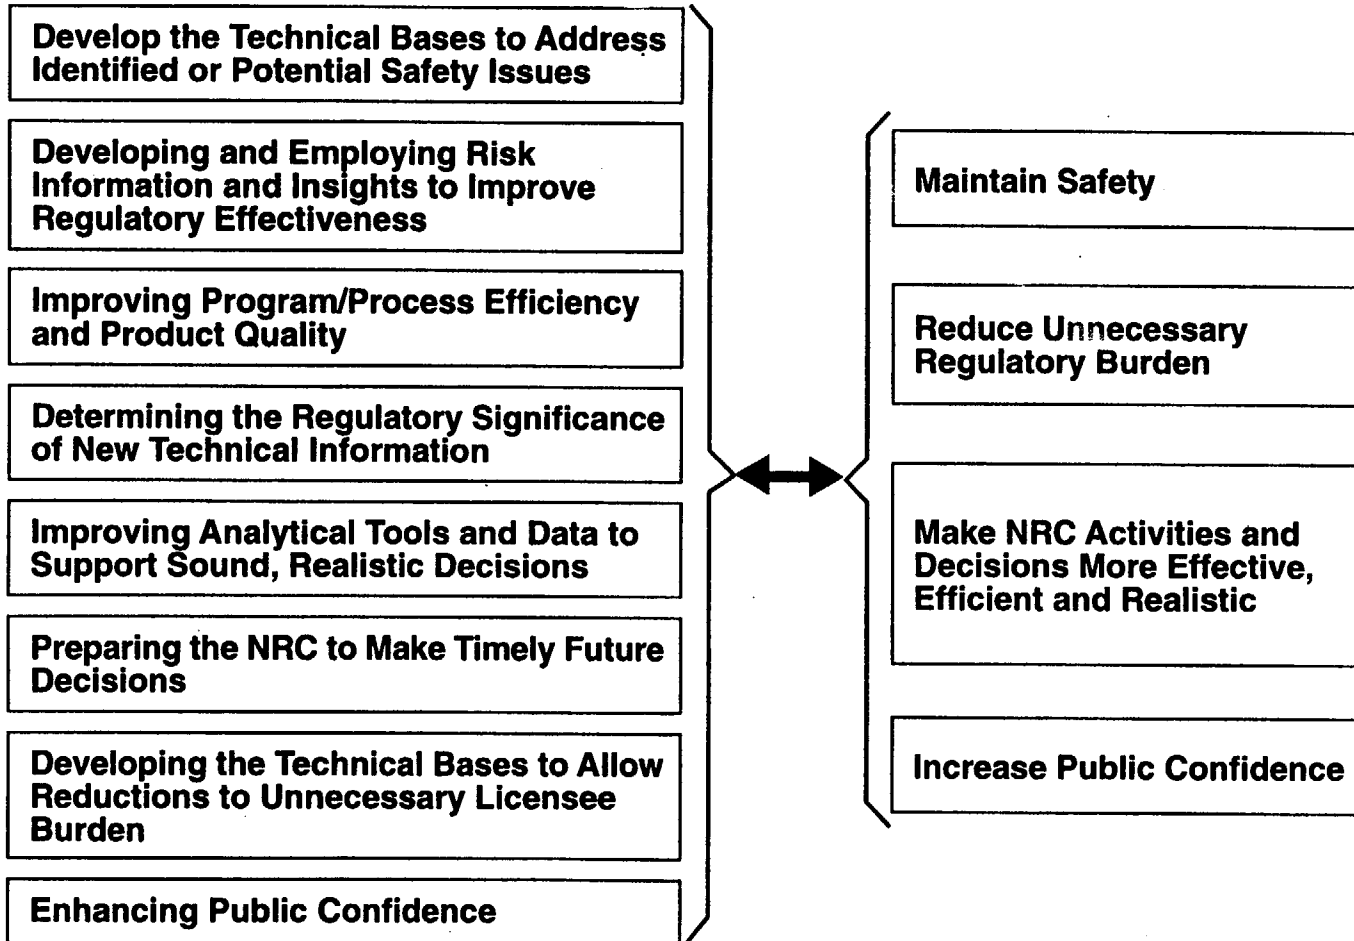 Develop the Technical Bases to Address
Identified or Potential Safety Issues
Developing and Employing Risk
Information and Insights to Improve
Regulatory Effectiveness
Improving Program/Process Efficiency
and Product Quality
Determining the Regulatory Significance
of New Technical Information
Improving Analytical Tools and Data to
Support Sound, Realistic Decisions
Preparing the NRC to Make Timely Future
Decisions
Developing the Technical Bases to Allow
Reductions to Unnecessary Licensee
Burden
Enhancing Public Confidence
Maintain Safety
Reduce Unnecessary
Regulatory Burden
Make NRC Activities and
Decisions More Effective,
Efficient and Realistic
Increase Public Confidence